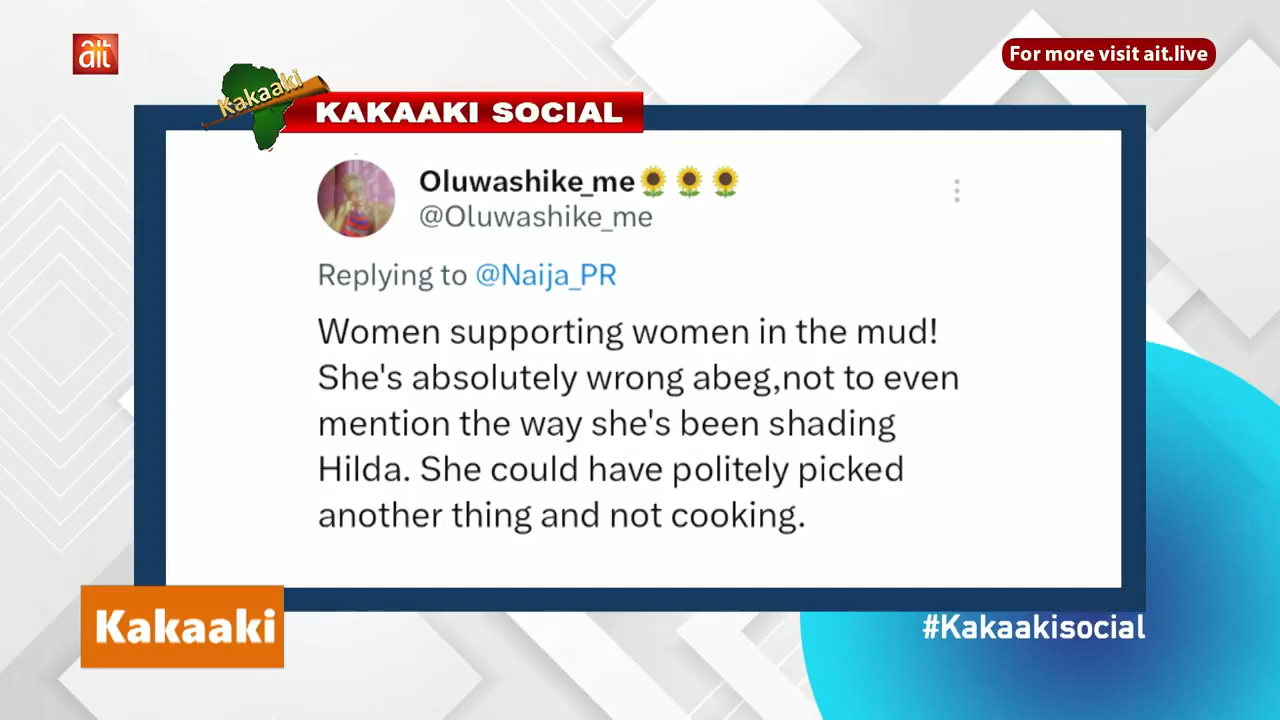 ait
For more visit ait.live
Kakaaki
KAKAAKI SOCIAL
Oluwashike_me🌻🌻🌻
@Oluwashike_me
Replying to @Naija_PR
Women supporting women in the mud!
She's absolutely wrong abeg,not to even
mention the way she's been shading
Hilda. She could have politely picked
another thing and not cooking.
Kakaaki
#Kakaakisocial